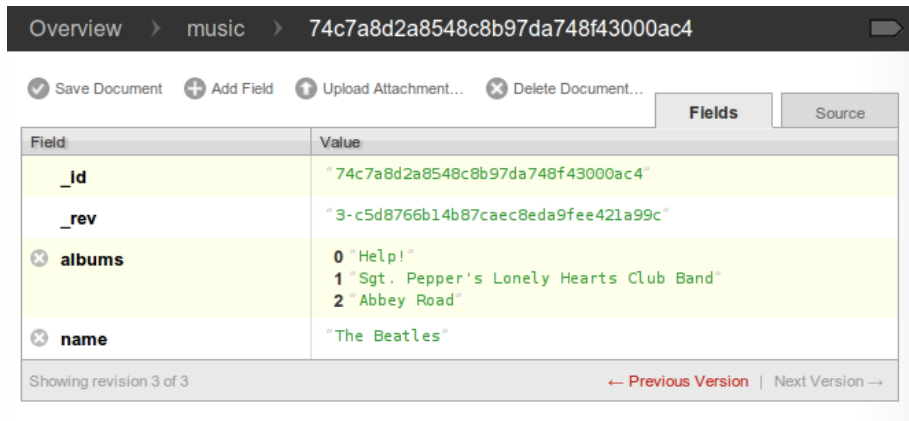 Overview music 74c7a8d2a8548c8b97da748f43000ac4
Save Document Add Field Upload Attachment... Delete Document...
Fields Source
Field Value
_id "74c7a8d2a8548c8b97da748f43000ac4"
_rev "3-c5d8766b14b87caec8eda9fee421a99c"
albums 0 "Help!"
1 "Sgt. Pepper's Lonely Hearts Club Band"
2 "Abbey Road"
name "The Beatles"
Showing revision 3 of 3 ← Previous Version | Next Version →